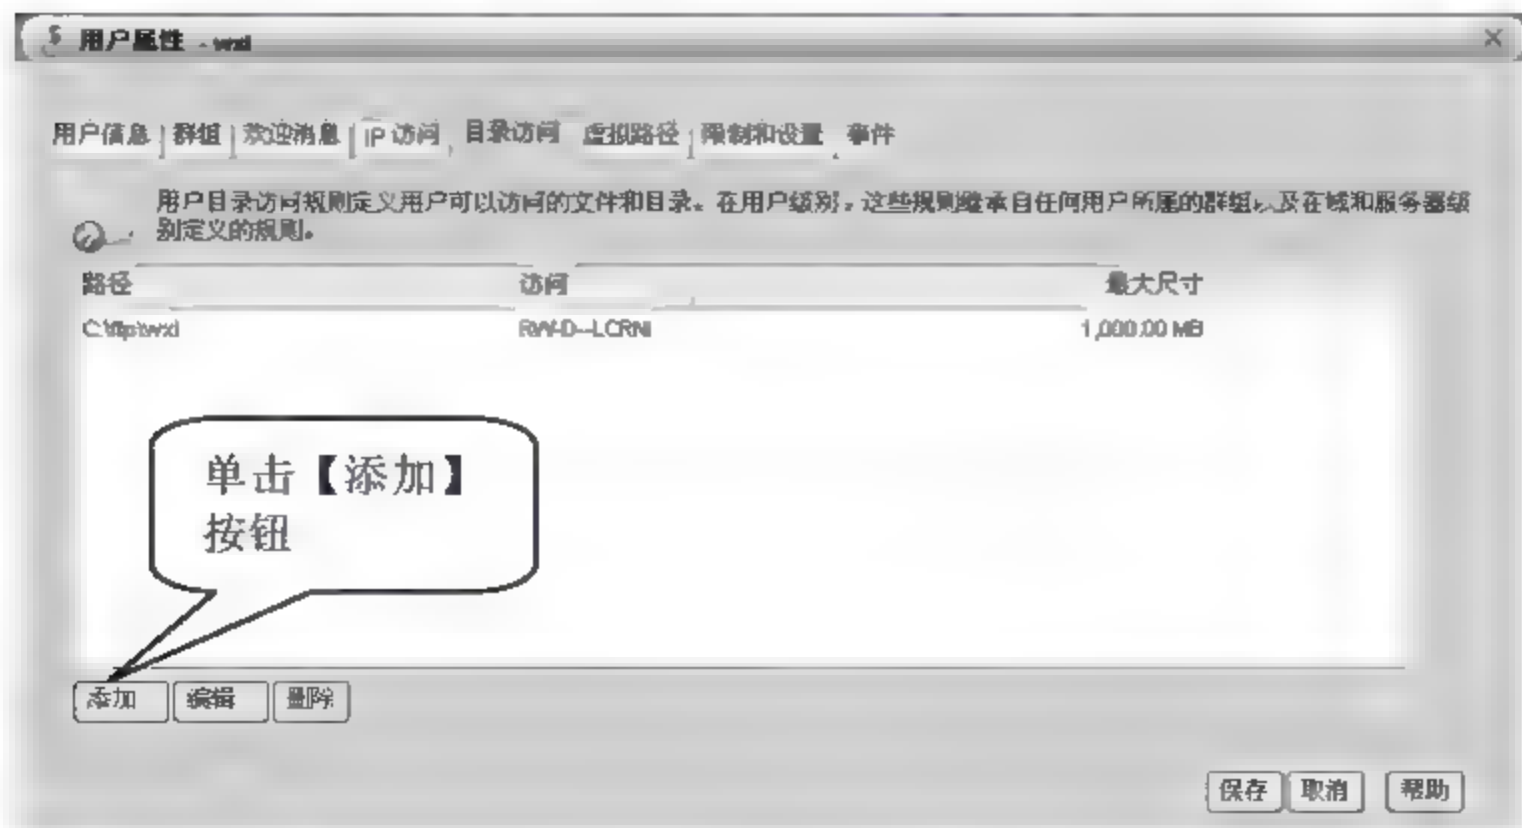 用户属性 - wxl
用户信息 群组 欢迎消息 IP 访问 目录访问 虚拟路径 限制和设置 事件
用户目录访问规则定义用户可以访问的文件和目录。在用户级别，这些规则继承自任何用户所属的群组以及在域和服务器级
别定义的规则。
路径 访问 最大尺寸
1,000.00 MB
单击【添加】
按钮
添加 编辑 删除
保存 取消 帮助